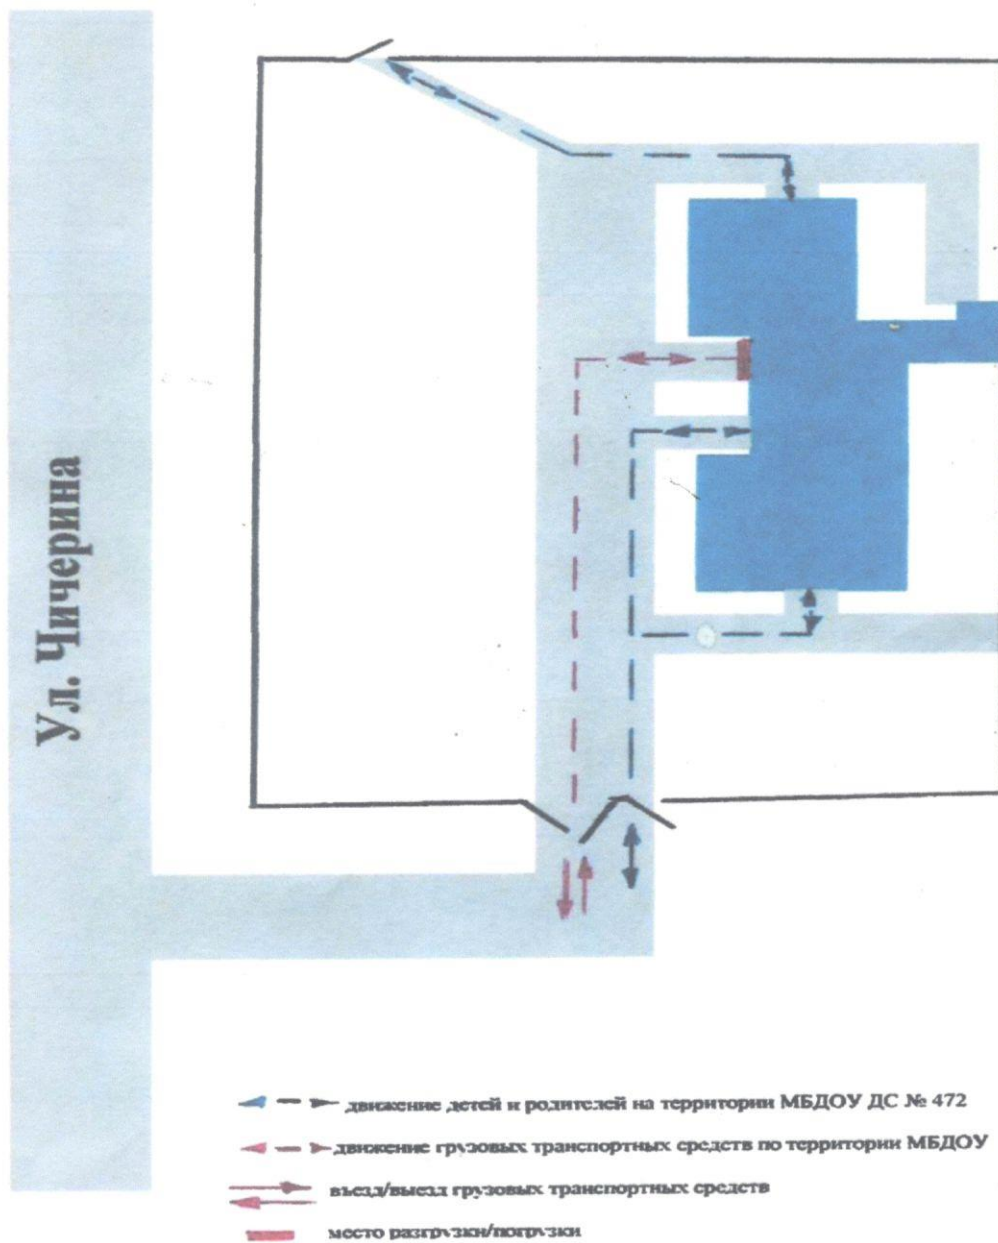 Ул. Чичерина
движение детей и родителей на территории МБДОУ ДС № 472
движение грузовых транспортных средств по территории МБДОУ
въезд/выезд грузовых транспортных средств
место разгрузки/погрузки